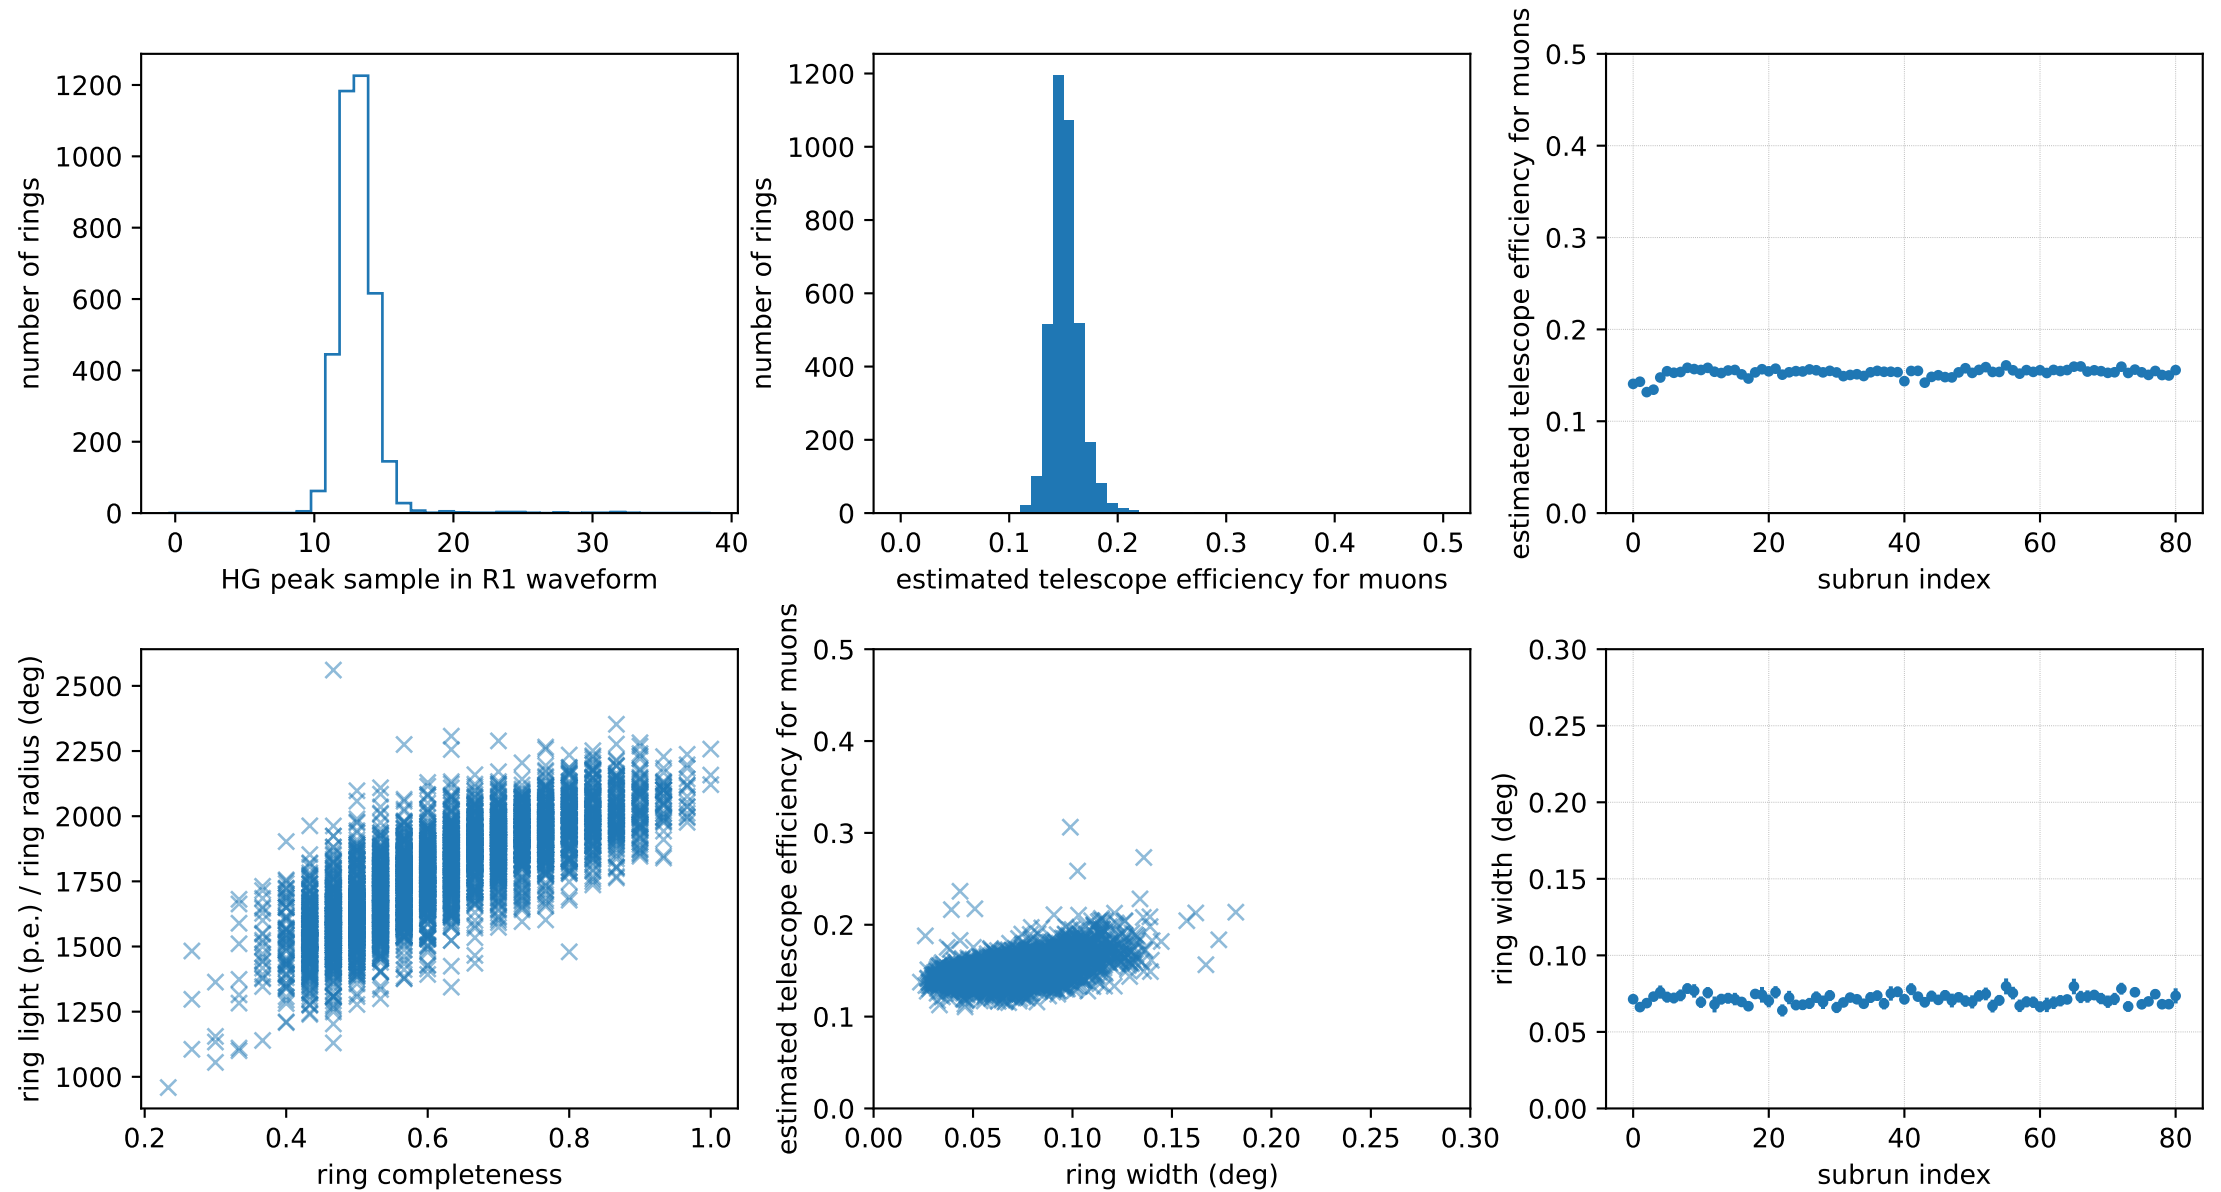 number of rings
1200
1000
800
600
400
200
0
0 10 20 30 40
HG peak sample in R1 waveform
number of rings
1200
1000
800
600
400
200
0
0.0 0.1 0.2 0.3 0.4 0.5
estimated telescope efficiency for muons
estimated telescope efficiency for muons
0.5
0.4
0.3
0.2
0.1
0.0
0 20 40 60 80
subrun index
ring light (p.e.) / ring radius (deg)
2500
2250
2000
1750
1500
1250
1000
0.2 0.4 0.6 0.8 1.0
ring completeness
estimated telescope efficiency for muons
0.5
0.4
0.3
0.2
0.1
0.0
0.00 0.05 0.10 0.15 0.20 0.25 0.30
ring width (deg)
ring width (deg)
0.30
0.25
0.20
0.15
0.10
0.05
0.00
0 20 40 60 80
subrun index